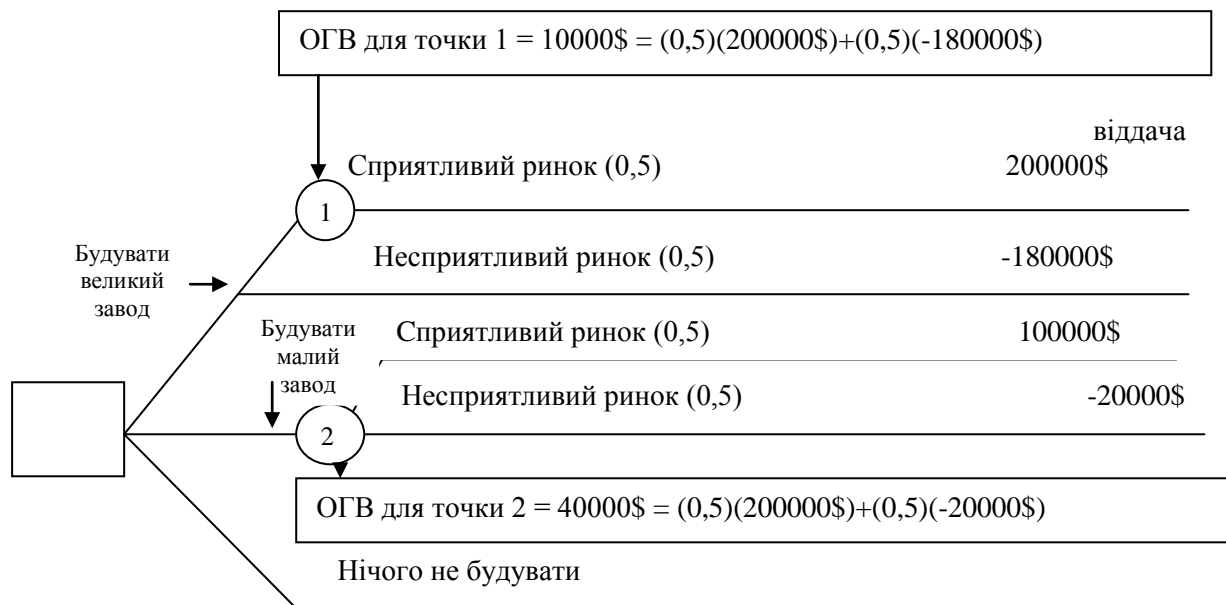 ОГВ для точки 1 = 10000$ = (0,5)(200000$)+(0,5)(-180000$)
віддача
Сприятливий ринок (0,5) 200000$
1
Будувати
великий
завод
Несприятливий ринок (0,5) -180000$
Будувати
малий
завод
Сприятливий ринок (0,5) 100000$
Несприятливий ринок (0,5) -20000$
2
ОГВ для точки 2 = 40000$ = (0,5)(200000$)+(0,5)(-20000$)
Нічого не будувати